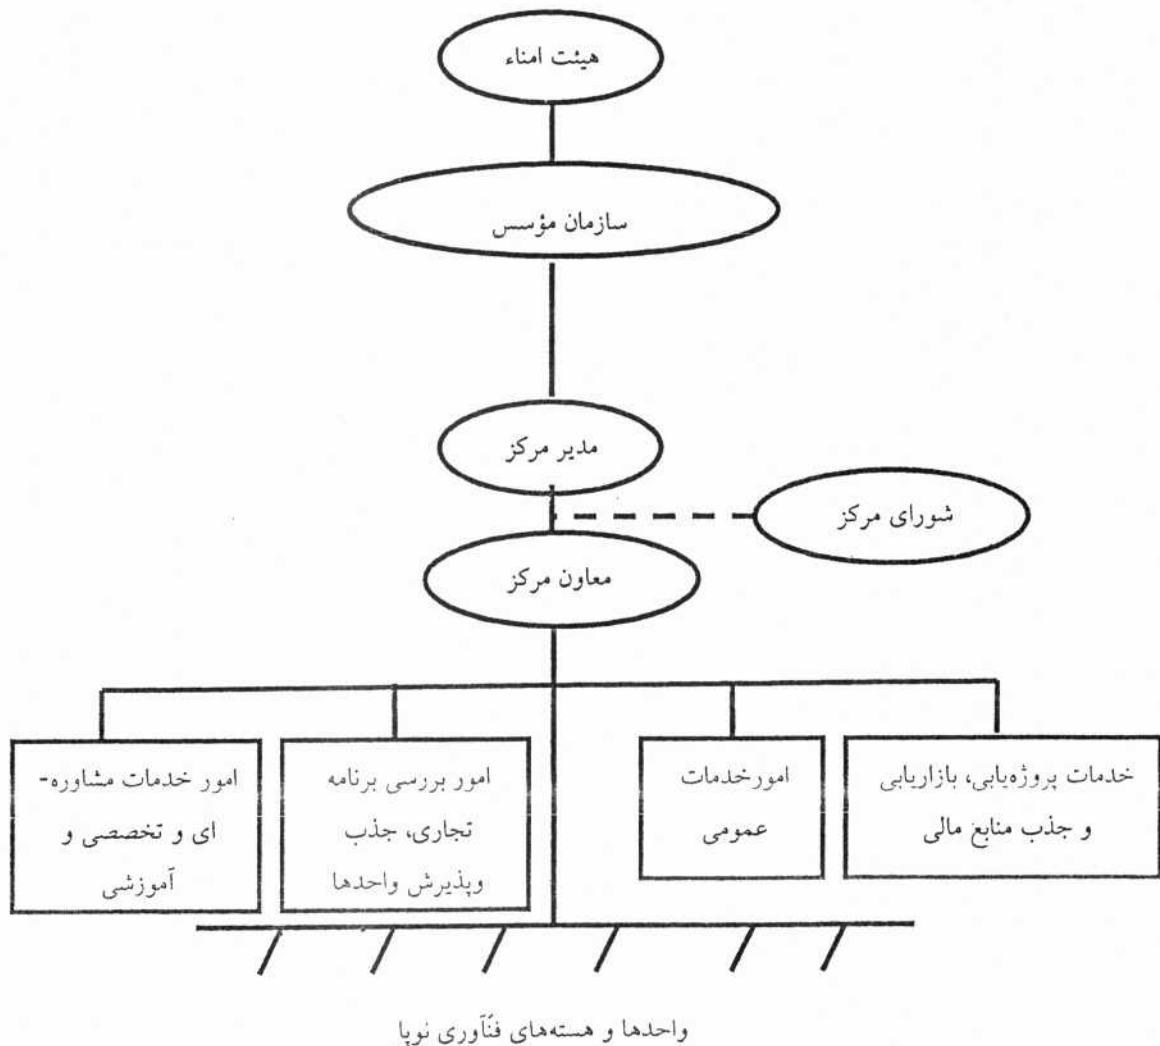 هیئت امناء
سازمان مؤسس
مدیر مرکز
شورای مرکز
معاون مرکز
خدمات پروژه‌یابی، بازاریابی
و جذب منابع مالی
امورخدمات
عمومی
امور بررسی برنامه
تجاری، جذب
وپذیرش واحدها
امور خدمات مشاوره-
ای و تخصصی و
آموزشی
واحدها و هسته‌های فنّآوری نوپا